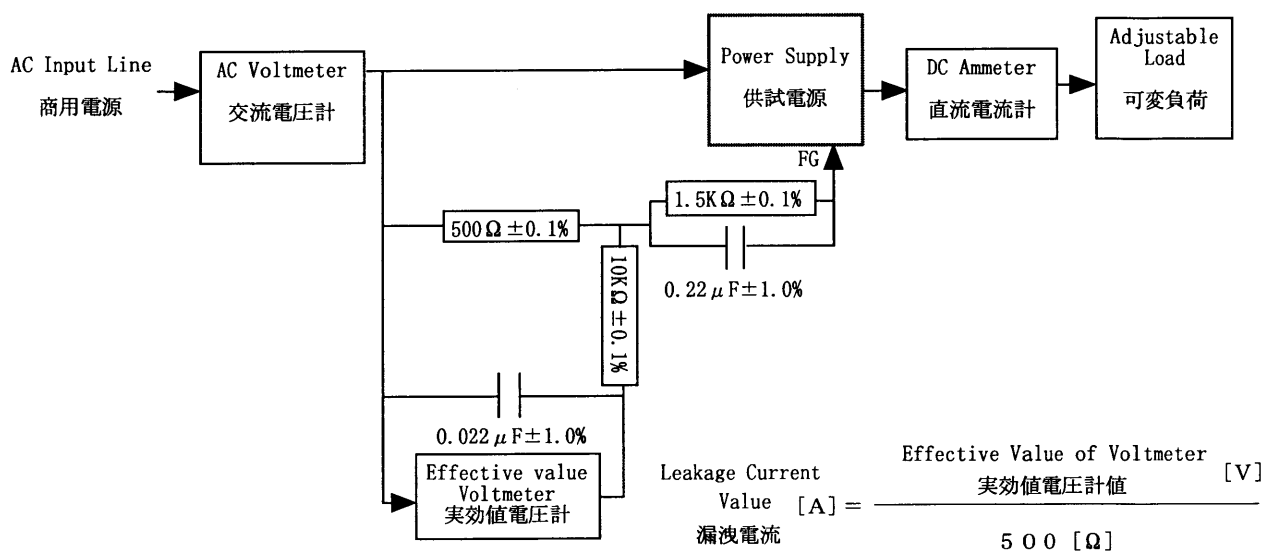 AC Input Line
商用電源
AC Voltmeter
交流電圧計
Power Supply
供試電源
DC Ammeter
直流電流計
Adjustable
Load
可変負荷
FG
1.5KΩ±0.1%
500Ω±0.1%
0.22μF±1.0%
10KΩ±0.1%
0.022μF±1.0%
Effective value
Voltmeter
実効値電圧計
Leakage Current
Value [A] =
漏洩電流
Effective Value of Voltmeter
実効値電圧計値 [V]
500 [Ω]